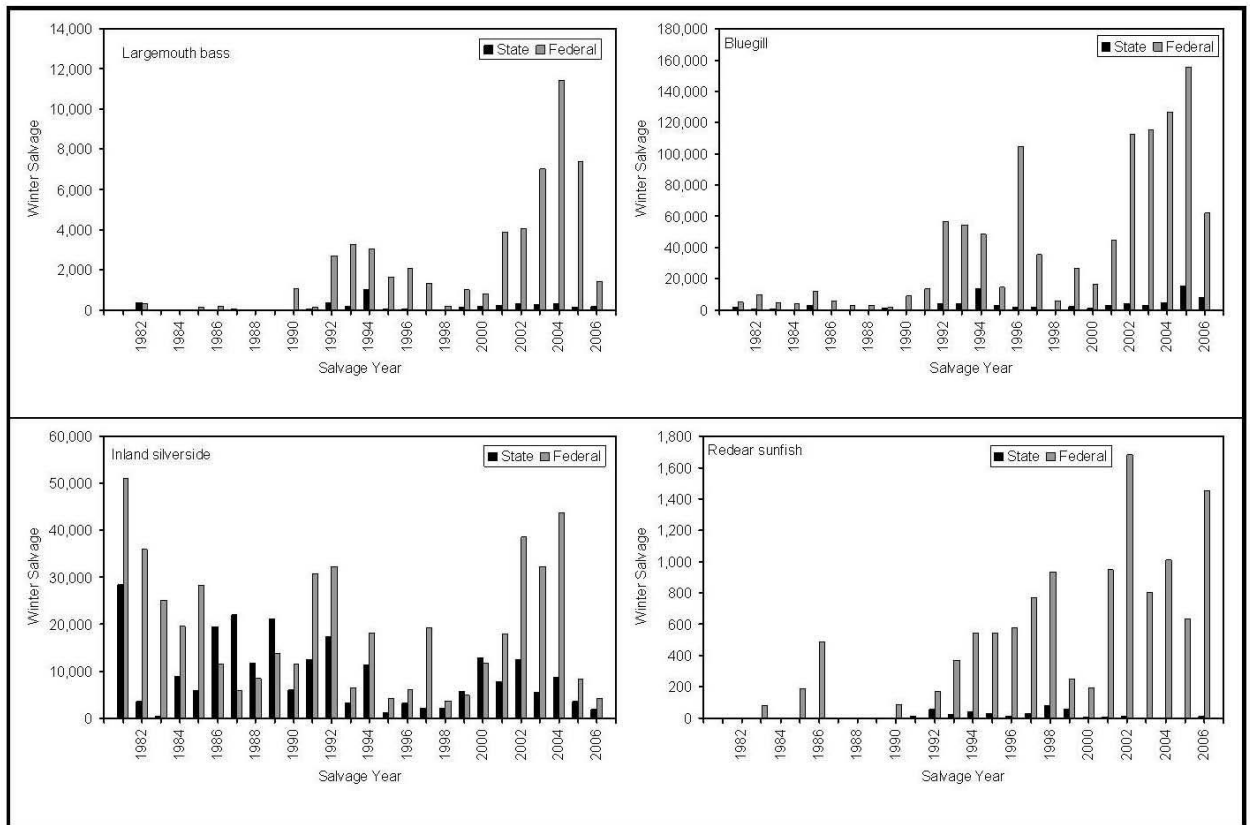 Largemouth bass
State Federal
14,000
12,000
10,000
8,000
6,000
4,000
2,000
0
Winter Salvage
1982 1984 1986 1988 1990 1992 1994 1996 1998 2000 2002 2004 2006
Salvage Year
Bluegill
State Federal
180,000
160,000
140,000
120,000
100,000
80,000
60,000
40,000
20,000
0
Winter Salvage
1982 1984 1986 1988 1990 1992 1994 1996 1998 2000 2002 2004 2006
Salvage Year
Inland silverside
State Federal
60,000
50,000
40,000
30,000
20,000
10,000
0
Winter Salvage
1982 1984 1986 1988 1990 1992 1994 1996 1998 2000 2002 2004 2006
Salvage Year
Redear sunfish
State Federal
1,800
1,600
1,400
1,200
1,000
800
600
400
200
0
Winter Salvage
1982 1984 1986 1988 1990 1992 1994 1996 1998 2000 2002 2004 2006
Salvage Year